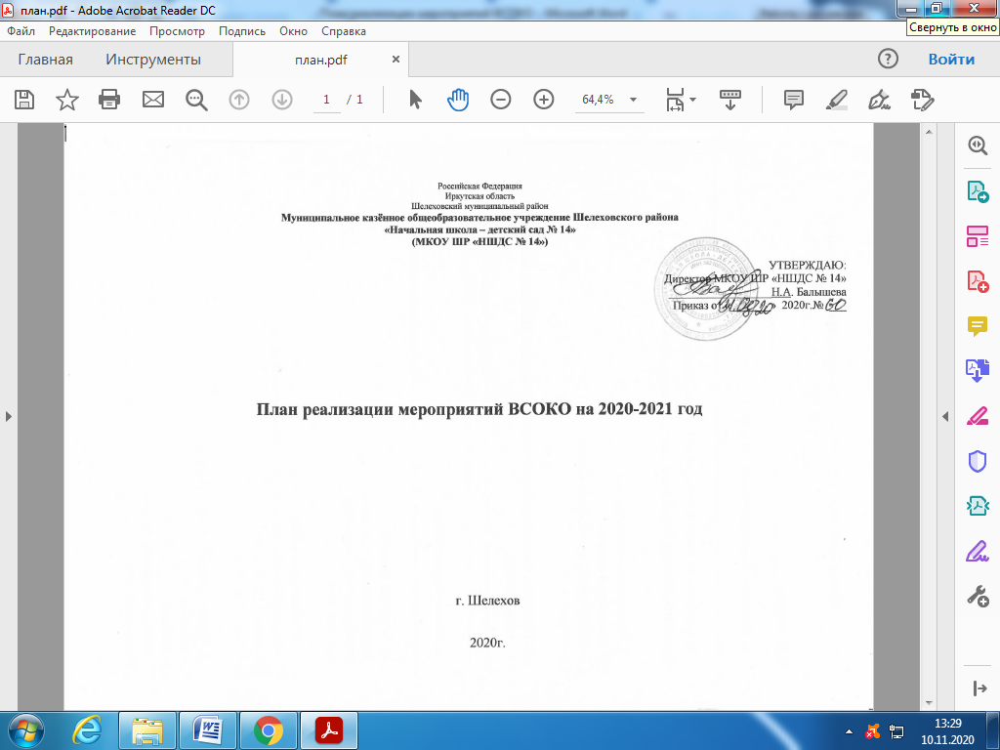 план.pdf - Adobe Acrobat Reader DC
Свернуть в окно
Файл Редактирование Просмотр Подпись Окно Справка
Главная Инструменты план.pdf × Войти
1 / 1 64,4%
Российская Федерация
Иркутская область
Шелеховский муниципальный район
Муниципальное казённое общеобразовательное учреждение Шелеховского района
«Начальная школа – детский сад № 14»
(МКОУ ШР «НШДС № 14»)
УТВЕРЖДАЮ:
Директор МКОУ ШР «НШДС № 14»
Н.А. Балышева
Приказ от «31.08.20» 2020г.№ 60
План реализации мероприятий ВСОКО на 2020-2021 год
г. Шелехов
2020г.
13:29
10.11.2020